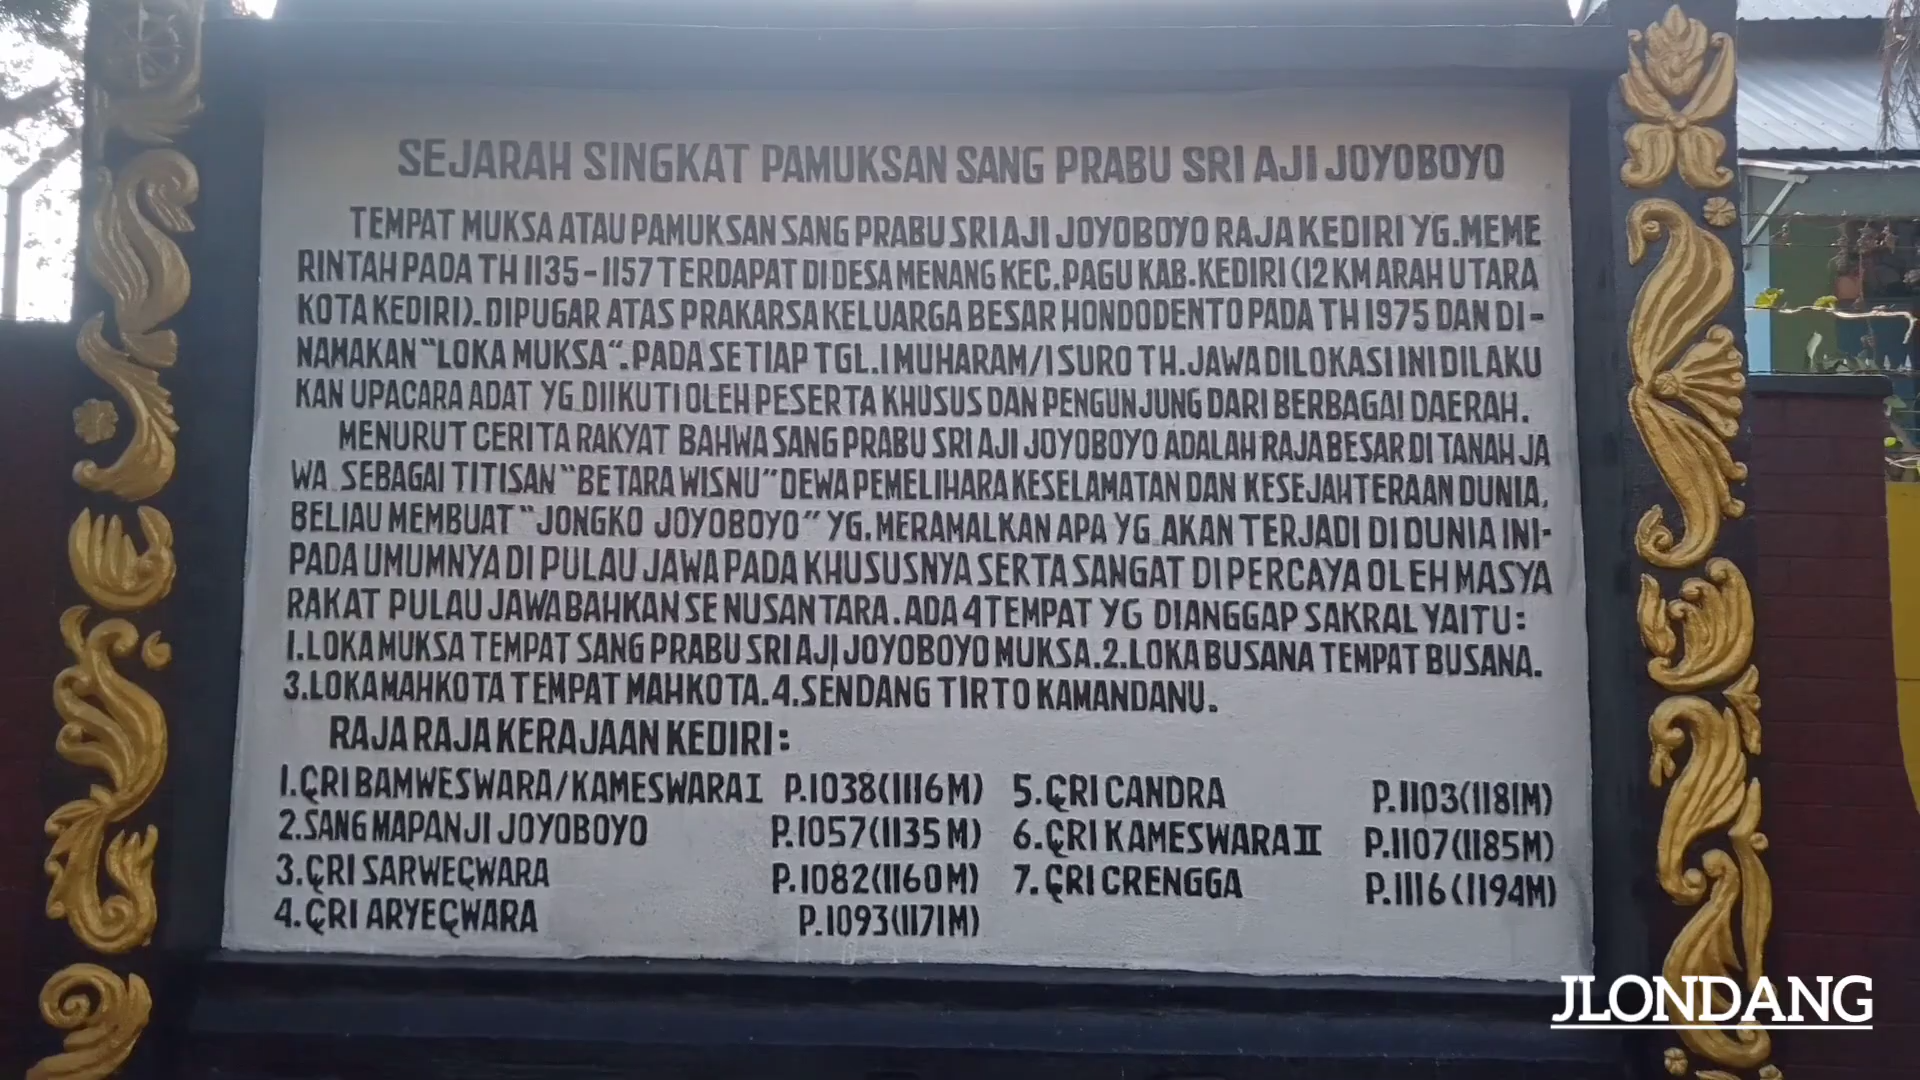 SEJARAH SINGKAT PAMUKSAN SANG PRABU SRI AJI JOYOBOYO
TEMPAT MUKSA ATAU PAMUKSAN SANG PRABU SRI AJI JOYOBOYO RAJA KEDIRI YG. MEME
RINTAH PADA TH 1135 - 1157 TERDAPAT DI DESA MENANG KEC. PAGU KAB. KEDIRI (12 KM ARAH UTARA
KOTA KEDIRI). DIPUGAR ATAS PRAKARSA KELUARGA BESAR HONDODENTO PADA TH 1975 DAN DI-
NAMAKAN "LOKA MUKSA". PADA SETIAP TGL. 1 MUHARAM/1 SURO TH. JAWA DILOKASI INI DILAKU
KAN UPACARA ADAT YG. DIIKUTI OLEH PESERTA KHUSUS DAN PENGUNJUNG DARI BERBAGAI DAERAH.
MENURUT CERITA RAKYAT BAHWA SANG PRABU SRI AJI JOYOBOYO ADALAH RAJA BESAR DI TANAH JA
WA SEBAGAI TITISAN "BETARA WISNU" DEWA PEMELIHARA KESELAMATAN DAN KESEJAHTERAAN DUNIA,
BELIAU MEMBUAT "JONGKO JOYOBOYO" YG. MERAMALKAN APA YG AKAN TERJADI DI DUNIA INI-
PADA UMUMNYA DI PULAU JAWA PADA KHUSUSNYA SERTA SANGAT DI PERCAYA OLEH MASYA
RAKAT PULAU JAWA BAHKAN SE NUSANTARA. ADA 4 TEMPAT YG DIANGGAP SAKRAL YAITU:
1. LOKA MUKSA TEMPAT SANG PRABU SRI AJI JOYOBOYO MUKSA. 2. LOKA BUSANA TEMPAT BUSANA.
3. LOKA MAHKOTA TEMPAT MAHKOTA. 4. SENDANG TIRTO KAMANDANU.
RAJA RAJA KERAJAAN KEDIRI:
1. ÇRI BAMWESWARA/KAMESWARA I P. 1038 (1116 M)
2. SANG MAPANJI JOYOBOYO P. 1057 (1135 M)
3. ÇRI SARWEÇWARA P. 1082 (1160 M)
4. ÇRI ARYEÇWARA P. 1093 (1171 M)
5. ÇRI CANDRA P. 1103 (1181 M)
6. ÇRI KAMESWARA II P. 1107 (1185 M)
7. ÇRI CRENGGA P. 1116 (1194 M)
JLONDANG